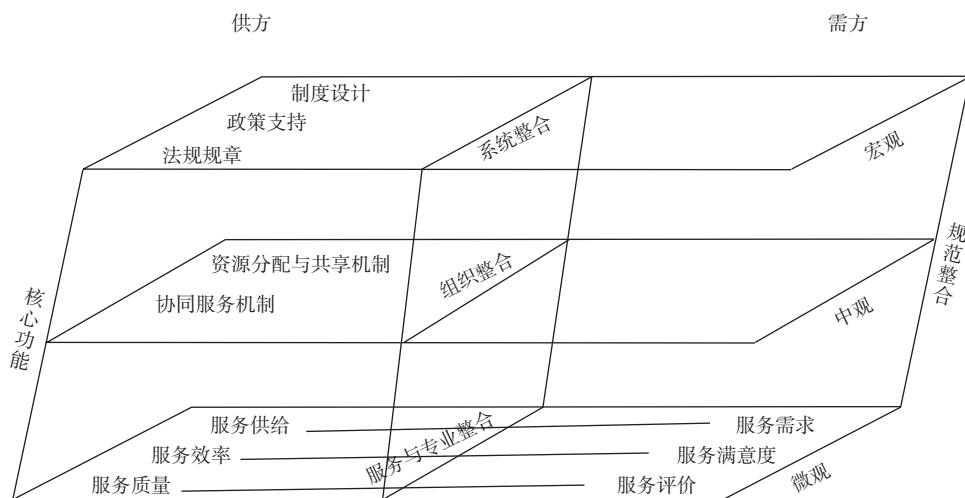 供方
需方
制度设计
政策支持
法规规章
系统整合
宏观
资源分配与共享机制
协同服务机制
组织整合
中观
核心功能
规范整合
服务供给
服务需求
服务效率
服务与专业整合
服务满意度
服务质量
服务评价
微观